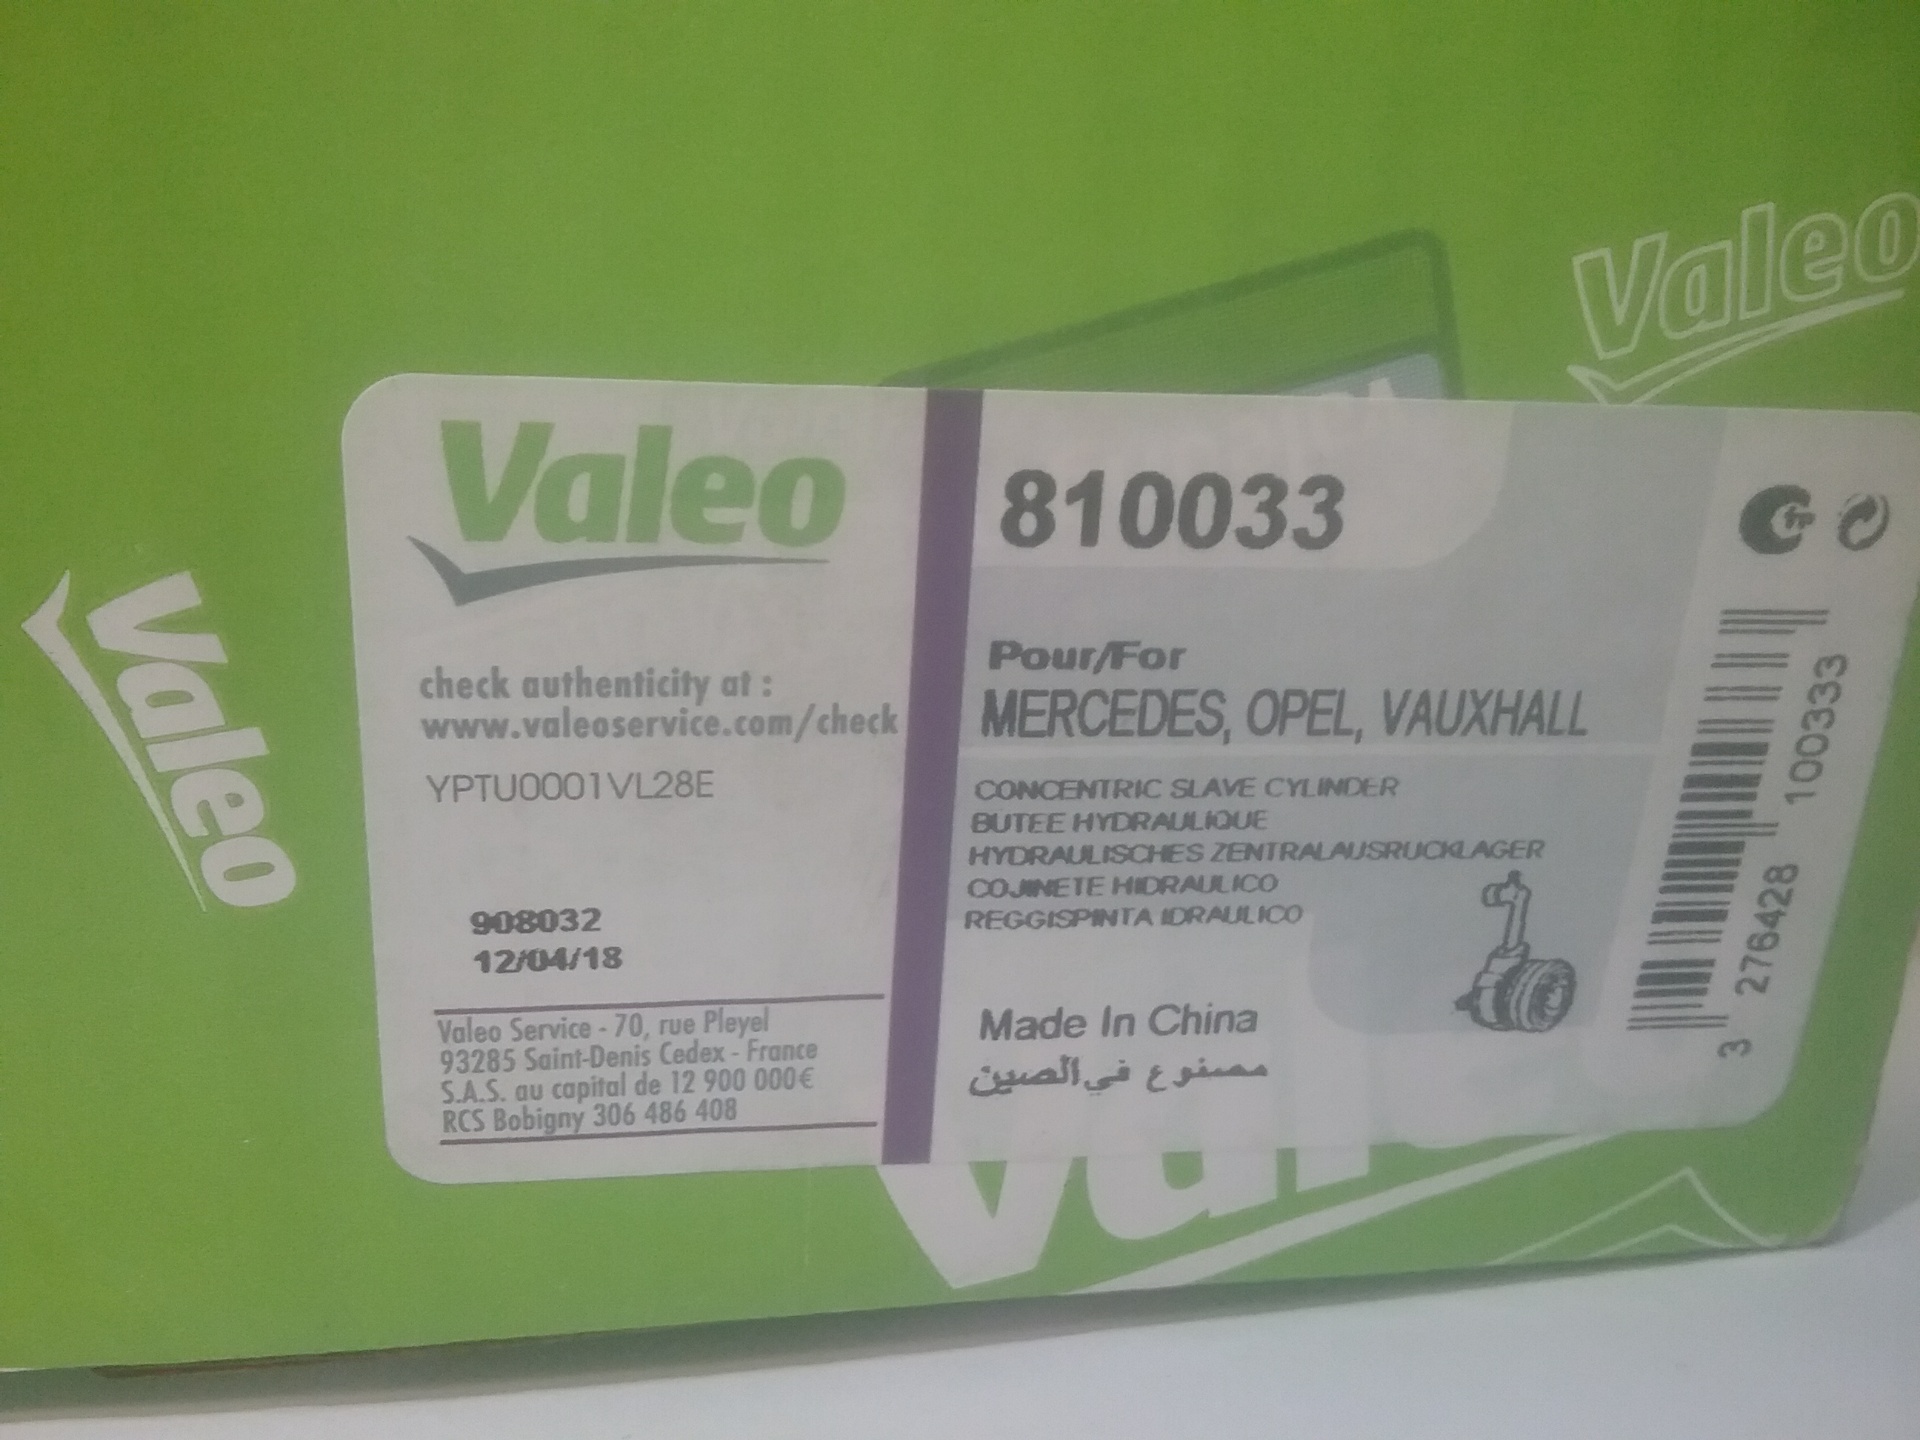 Valeo
Valeo
Valeo
check authenticity at :
www.valeoservice.com/check
YPTU0001VL28E
908032
12/04/18
Valeo Service - 70, rue Pleyel
93285 Saint-Denis Cedex - France
S.A.S. au capital de 12 900 000€
RCS Bobigny 306 486 408
810033
Pour/For
MERCEDES, OPEL, VAUXHALL
CONCENTRIC SLAVE CYLINDER
BUTEE HYDRAULIQUE
HYDRAULISCHES ZENTRALAUSRUCKLAGER
COJINETE HIDRAULICO
REGGISPINTA IDRAULICO
Made In China
مصنوع في الصين
3 276428 100333